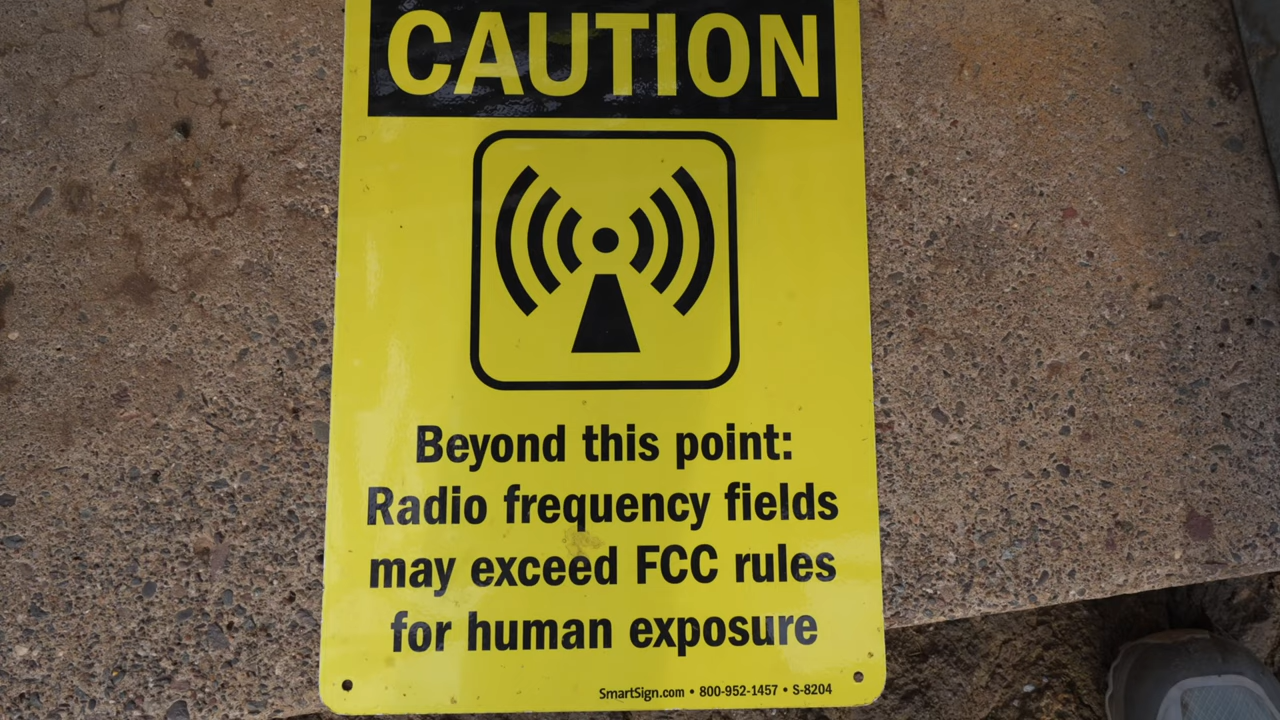 CAUTION
Beyond this point:
Radio frequency fields
may exceed FCC rules
for human exposure
SmartSign.com • 800-952-1457 • S-8204